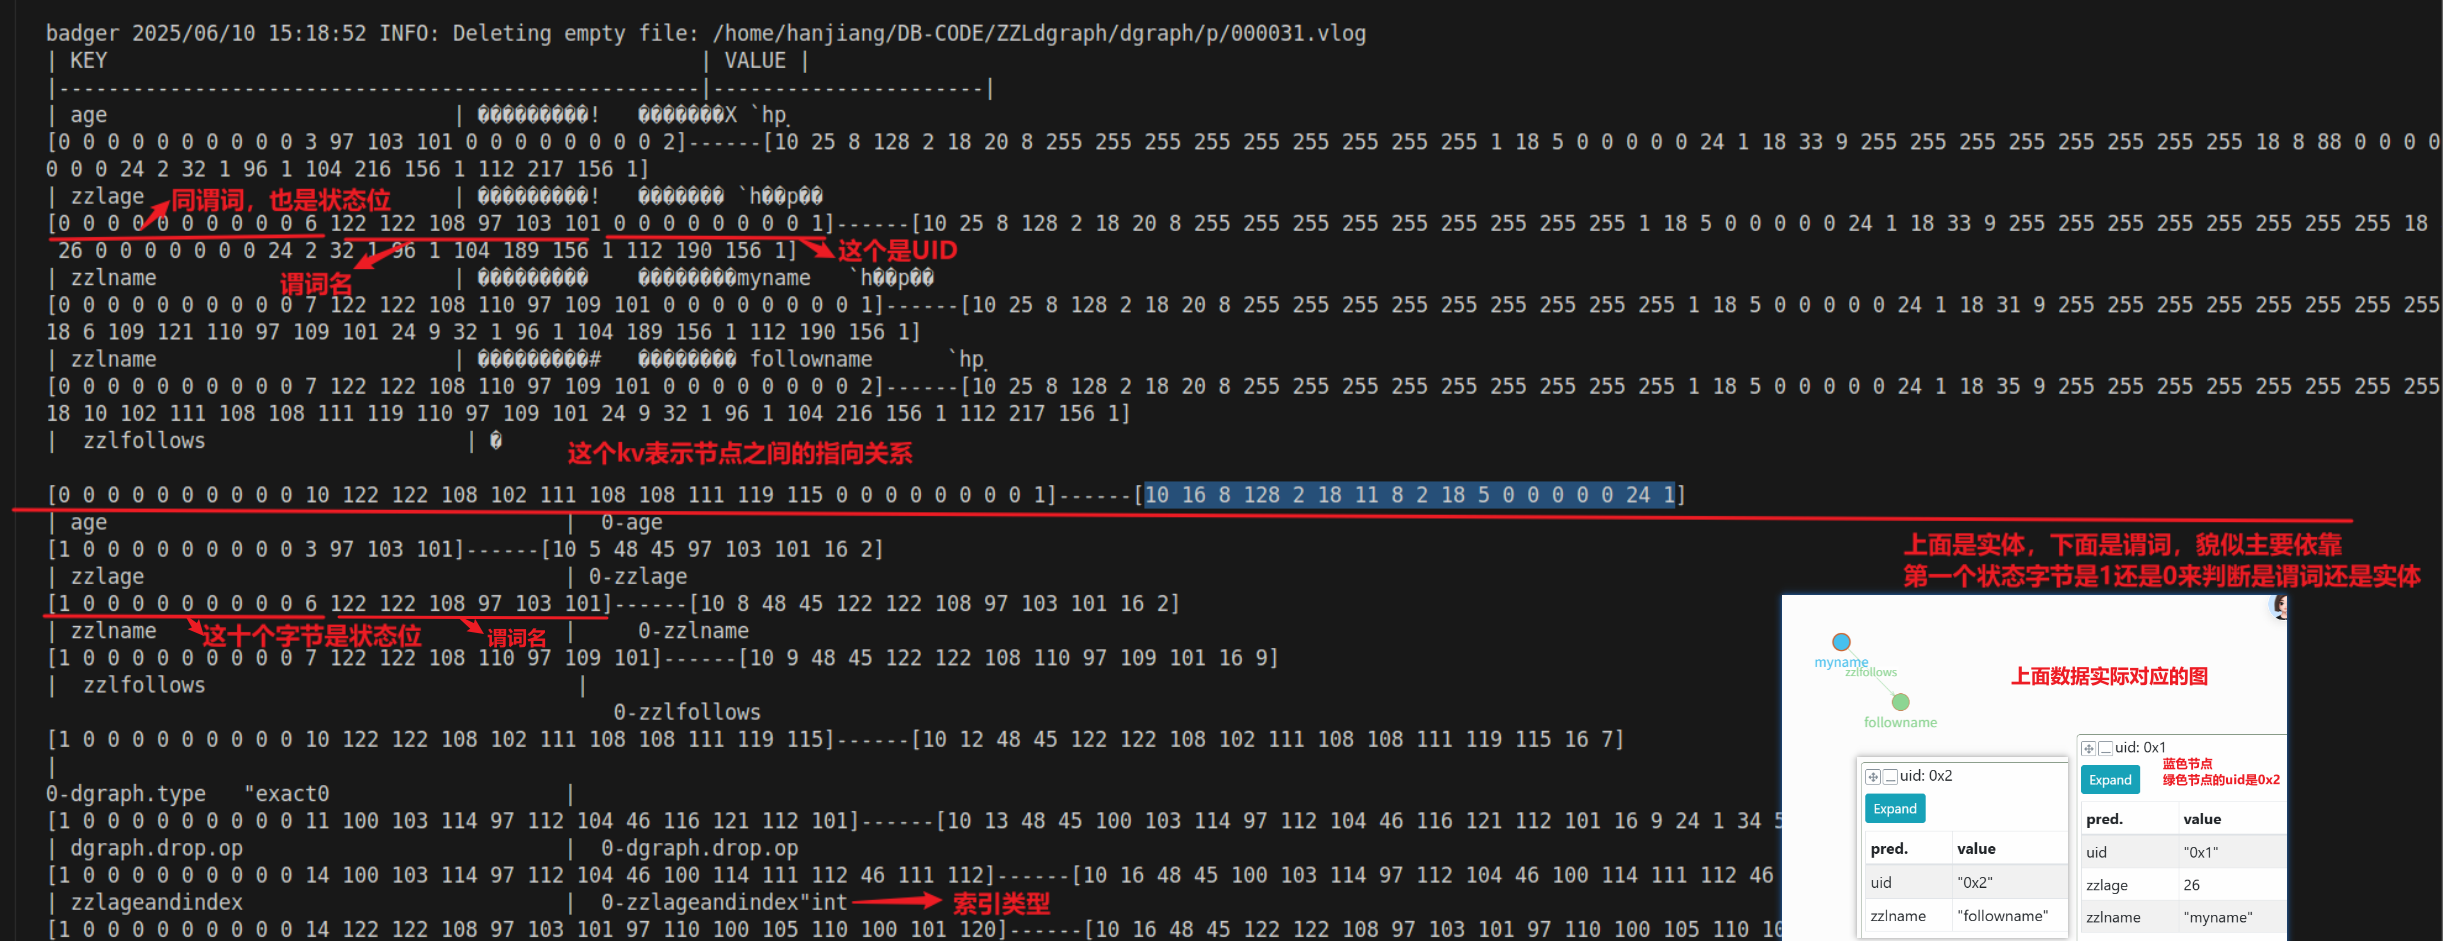 badger 2025/06/10 15:18:52 INFO: Deleting empty file: /home/hanjiang/DB-CODE/ZZLdgraph/dgraph/p/000031.vlog
| KEY | VALUE |
|----------------------------------------------------|----------------------|
| age | ����������! ��������X `hp
[0 0 0 0 0 0 0 0 0 0 3 97 103 101 0 0 0 0 0 0 0 2]------[10 25 8 128 2 18 20 8 255 255 255 255 255 255 255 255 255 1 18 5 0 0 0 0 0 24 1 18 33 9 255 255 255 255 255 255 255 255 18 8 88 0 0 0 0
0 0 0 24 2 32 1 96 1 104 216 156 1 112 217 156 1]
| zzlage | ����������! �������� `h��p��
同谓词，也是状态位
[0 0 0 0 0 0 0 0 0 0 6 122 122 108 97 103 101 0 0 0 0 0 0 0 1]------[10 25 8 128 2 18 20 8 255 255 255 255 255 255 255 255 255 1 18 5 0 0 0 0 0 24 1 18 33 9 255 255 255 255 255 255 255 255 18
26 0 0 0 0 0 0 0 24 2 32 1 96 1 104 189 156 1 112 190 156 1]
这个是UID
| zzlname | ���������� ��������myname `h��p��
谓词名
[0 0 0 0 0 0 0 0 0 0 7 122 122 108 110 97 109 101 0 0 0 0 0 0 0 1]------[10 25 8 128 2 18 20 8 255 255 255 255 255 255 255 255 255 1 18 5 0 0 0 0 0 24 1 18 31 9 255 255 255 255 255 255 255 255
18 6 109 121 110 97 109 101 24 9 32 1 96 1 104 189 156 1 112 190 156 1]
| zzlname | ����������# �������� followname `hp
[0 0 0 0 0 0 0 0 0 0 7 122 122 108 110 97 109 101 0 0 0 0 0 0 0 2]------[10 25 8 128 2 18 20 8 255 255 255 255 255 255 255 255 255 1 18 5 0 0 0 0 0 24 1 18 35 9 255 255 255 255 255 255 255 255
18 10 102 111 108 108 111 119 110 97 109 101 24 9 32 1 96 1 104 216 156 1 112 217 156 1]
| zzlfollows | �
这个kv表示节点之间的指向关系
[0 0 0 0 0 0 0 0 0 0 10 122 122 108 102 111 108 108 111 119 115 0 0 0 0 0 0 0 1]------[10 16 8 128 2 18 11 8 2 18 5 0 0 0 0 0 24 1]
| age | 0-age
[1 0 0 0 0 0 0 0 0 0 3 97 103 101]------[10 5 48 45 97 103 101 16 2]
上面是实体，下面是谓词，貌似主要依靠
第一个状态字节是1还是0来判断是谓词还是实体
| zzlage | 0-zzlage
[1 0 0 0 0 0 0 0 0 0 6 122 122 108 97 103 101]------[10 8 48 45 122 122 108 97 103 101 16 2]
| zzlname | 0-zzlname
这十个字节是状态位
谓词名
[1 0 0 0 0 0 0 0 0 0 7 122 122 108 110 97 109 101]------[10 9 48 45 122 122 108 110 97 109 101 16 9]
| zzlfollows |
0-zzlfollows
[1 0 0 0 0 0 0 0 0 0 10 122 122 108 102 111 108 108 111 119 115]------[10 12 48 45 122 122 108 102 111 108 108 111 119 115 16 7]
|
0-dgraph.type "exact0 |
[1 0 0 0 0 0 0 0 0 0 11 100 103 114 97 112 104 46 116 121 112 101]------[10 13 48 45 100 103 114 97 112 104 46 116 121 112 101 16 9 24 1 34 5
| dgraph.drop.op | 0-dgraph.drop.op
[1 0 0 0 0 0 0 0 0 0 14 100 103 114 97 112 104 46 100 114 111 112 46 111 112]------[10 16 48 45 100 103 114 97 112 104 46 100 114 111 112 46
| zzlageandindex | 0-zzlageandindex"int
索引类型
[1 0 0 0 0 0 0 0 0 0 14 122 122 108 97 103 101 97 110 100 105 110 100 101 120]------[10 16 48 45 122 122 108 97 103 101 97 110 100 105 110 10
myname
zzlfollows
followname
上面数据实际对应的图
uid: 0x2
Expand
pred. value
uid "0x2"
zzlname "followname"
uid: 0x1
蓝色节点
绿色节点的uid是0x2
Expand
pred. value
uid "0x1"
zzlage 26
zzlname "myname"